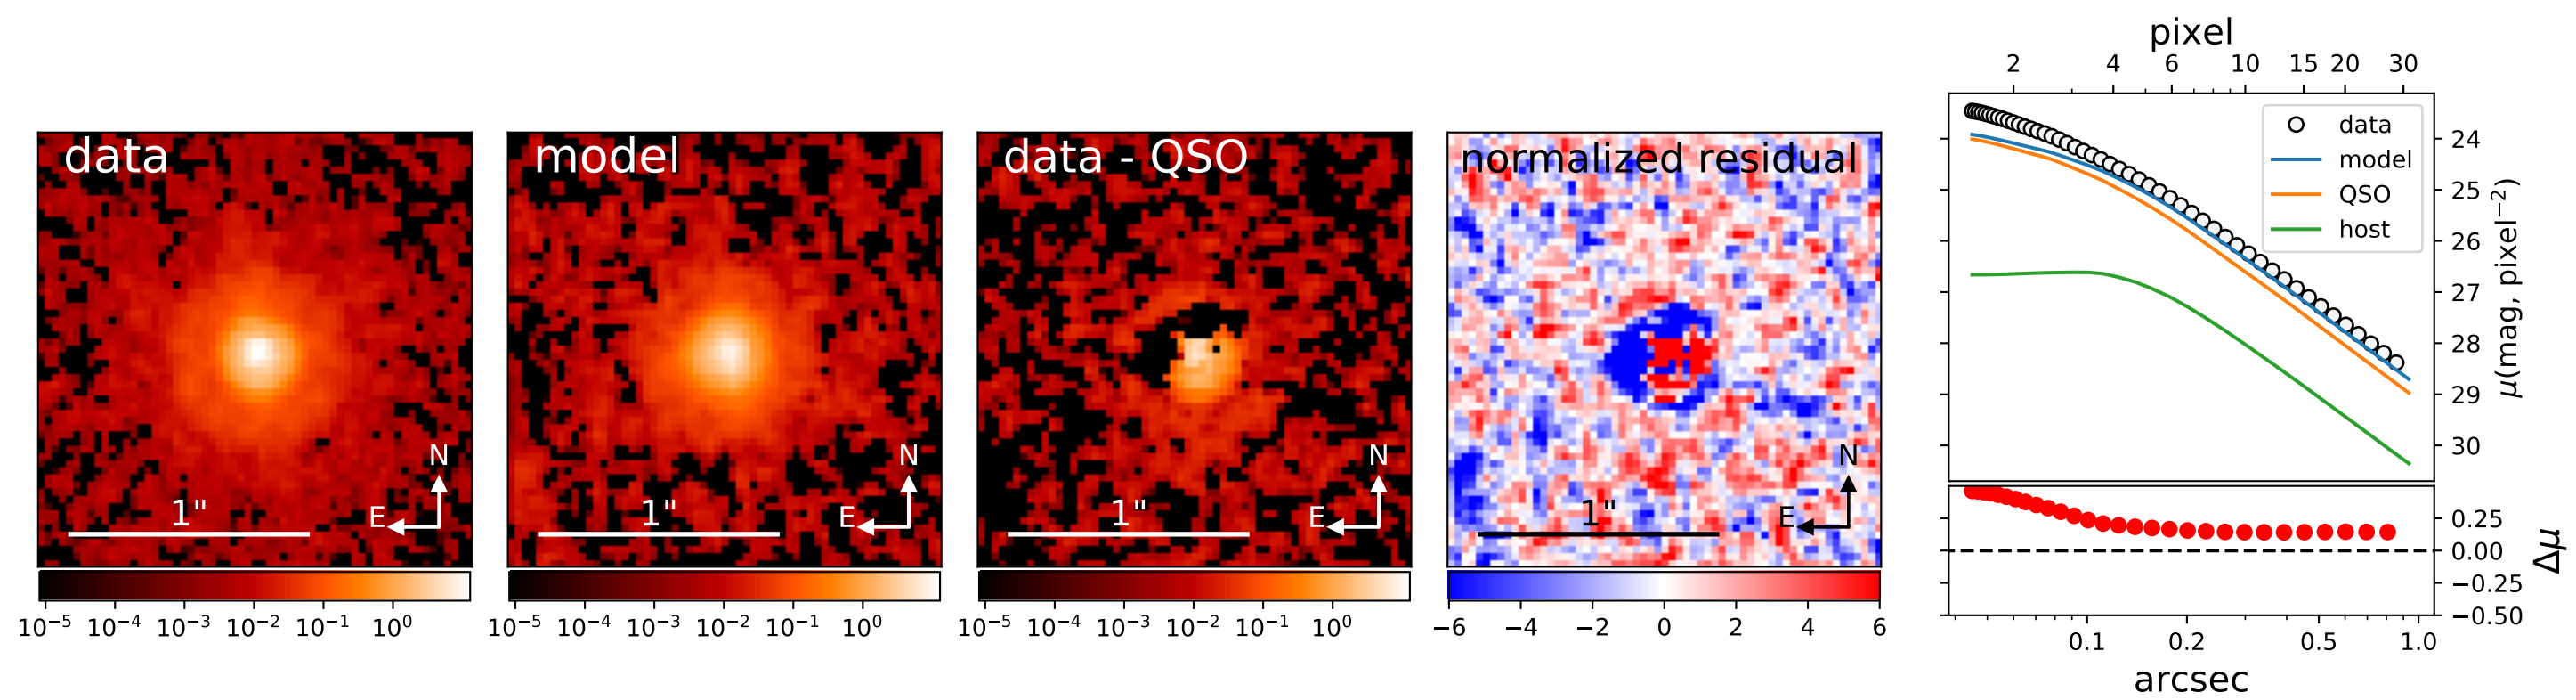 data
N
E
1"
10⁻⁵ 10⁻⁴ 10⁻³ 10⁻² 10⁻¹ 10⁰
model
N
E
1"
10⁻⁵ 10⁻⁴ 10⁻³ 10⁻² 10⁻¹ 10⁰
data - QSO
N
E
1"
10⁻⁵ 10⁻⁴ 10⁻³ 10⁻² 10⁻¹ 10⁰
normalized residual
N
E
1"
−6 −4 −2 0 2 4 6
pixel
2 4 6 10 15 20 30
data
model
QSO
host
24
25
26
27
28
29
30
μ(mag, pixel⁻²)
0.25
0.00
−0.25
−0.50
Δμ
0.1 0.2 0.5 1.0
arcsec